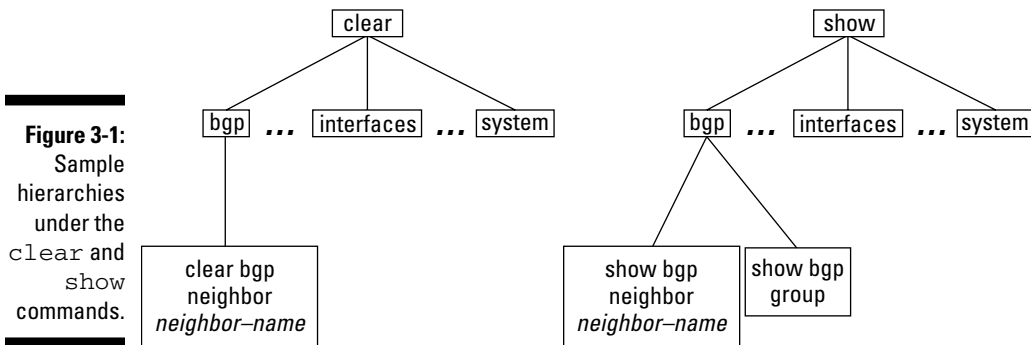 Figure 3-1:
Sample
hierarchies
under the
clear and
show
commands.
clear
bgp ... interfaces ... system
clear bgp
neighbor
neighbor–name
show
bgp ... interfaces ... system
show bgp
neighbor
neighbor–name
show bgp
group